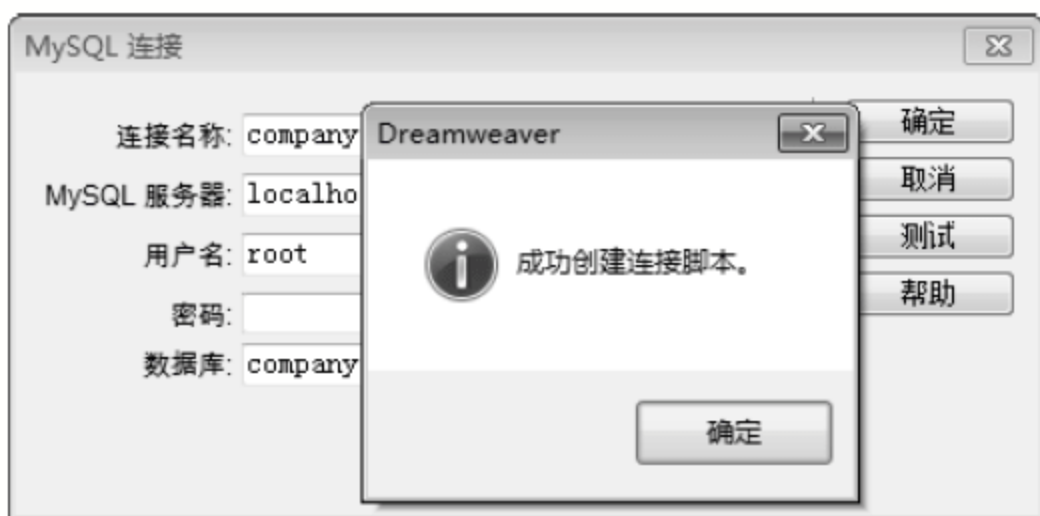 MySQL 连接
连接名称: company
MySQL 服务器: localho
用户名: root
密码:
数据库: company
确定
取消
测试
帮助
Dreamweaver
成功创建连接脚本。
确定